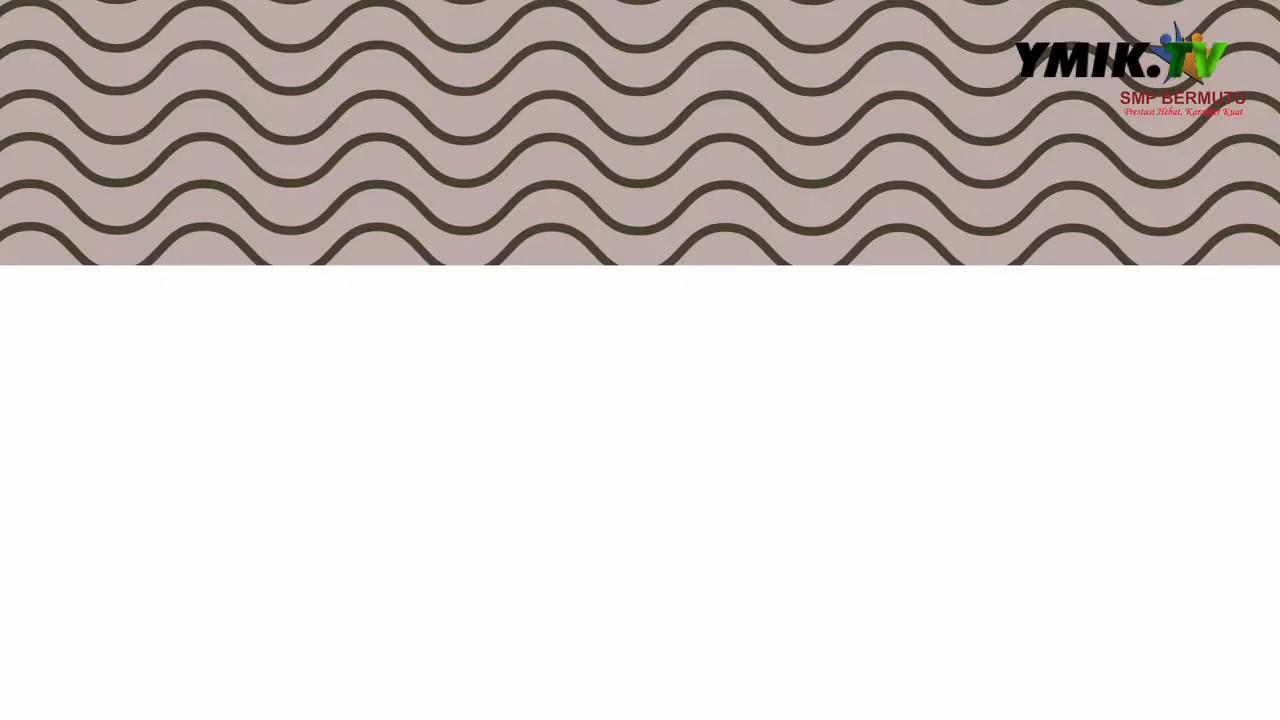 YMIK.TV
SMP BERMUTU
Prestasi Hebat, Karakter Kuat